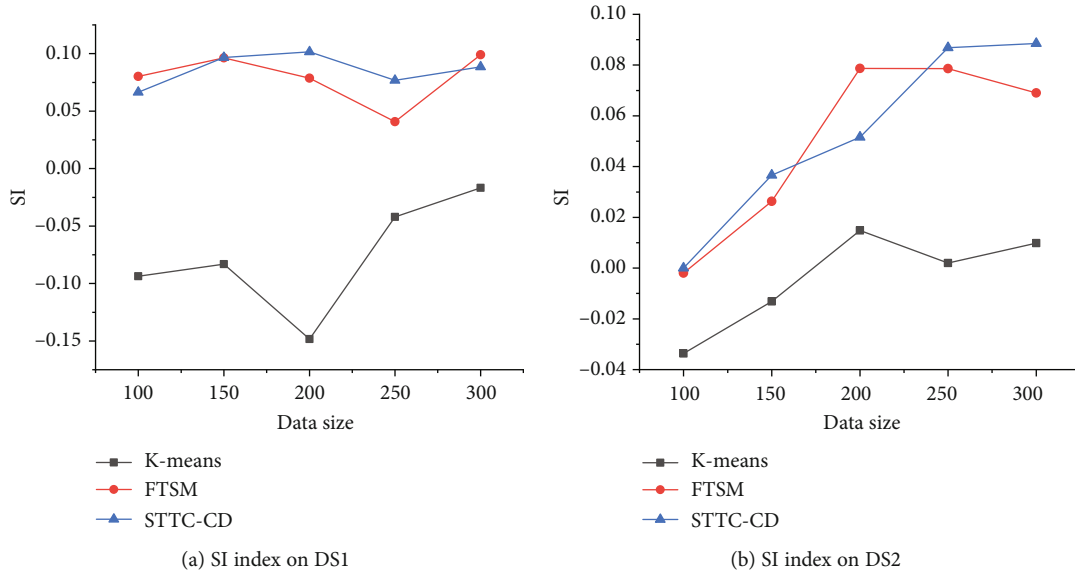 0.10
0.05
0.00
–0.05
–0.10
–0.15
SI
100 150 200 250 300
Data size
K-means
FTSM
STTC-CD
(a) SI index on DS1
0.10
0.08
0.06
0.04
0.02
0.00
–0.02
–0.04
SI
100 150 200 250 300
Data size
K-means
FTSM
STTC-CD
(b) SI index on DS2